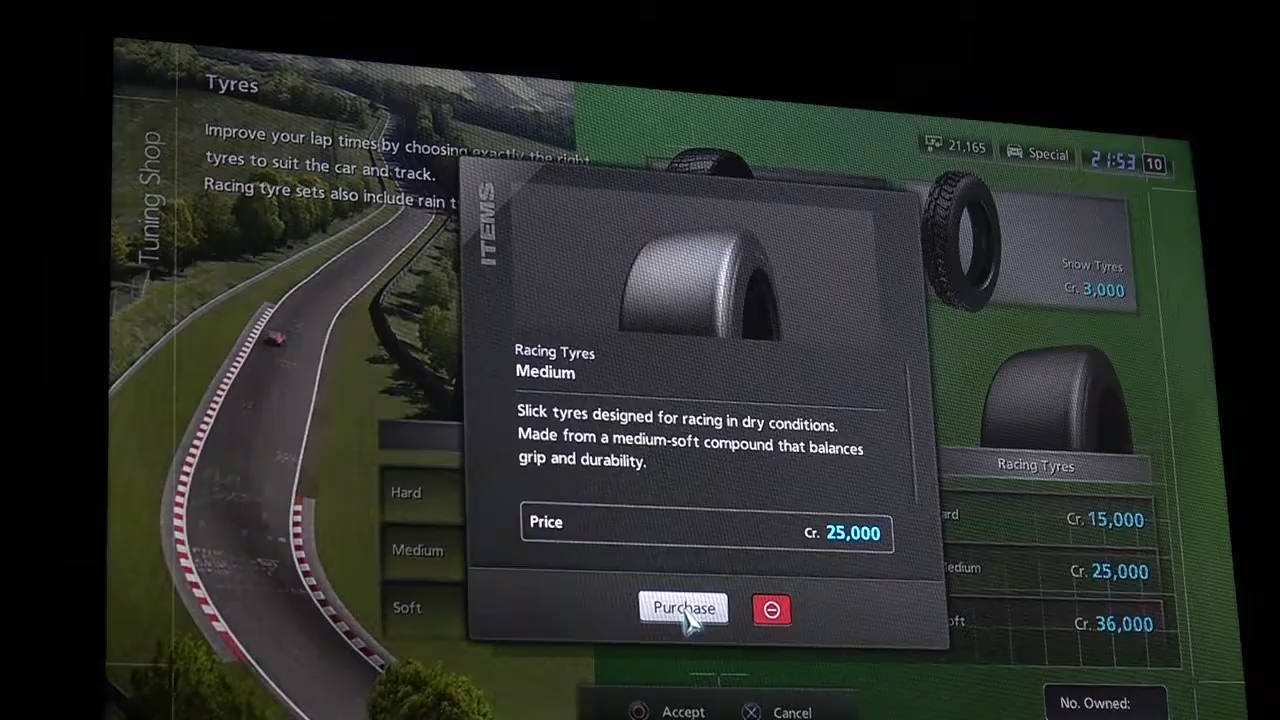 Tyres
Improve your lap times by choosing exactly the right
tyres to suit the car and track.
Racing tyre sets also include rain
Tuning Shop
21,165
Special
21:53
10
Snow Tyres
Cr. 3,000
ITEMS
Racing Tyres
Medium
Slick tyres designed for racing in dry conditions.
Made from a medium-soft compound that balances
grip and durability.
Price
Cr. 25,000
Purchase
Hard
Medium
Soft
Racing Tyres
Cr. 15,000
Cr. 25,000
Cr. 36,000
Accept
Cancel
No. Owned: